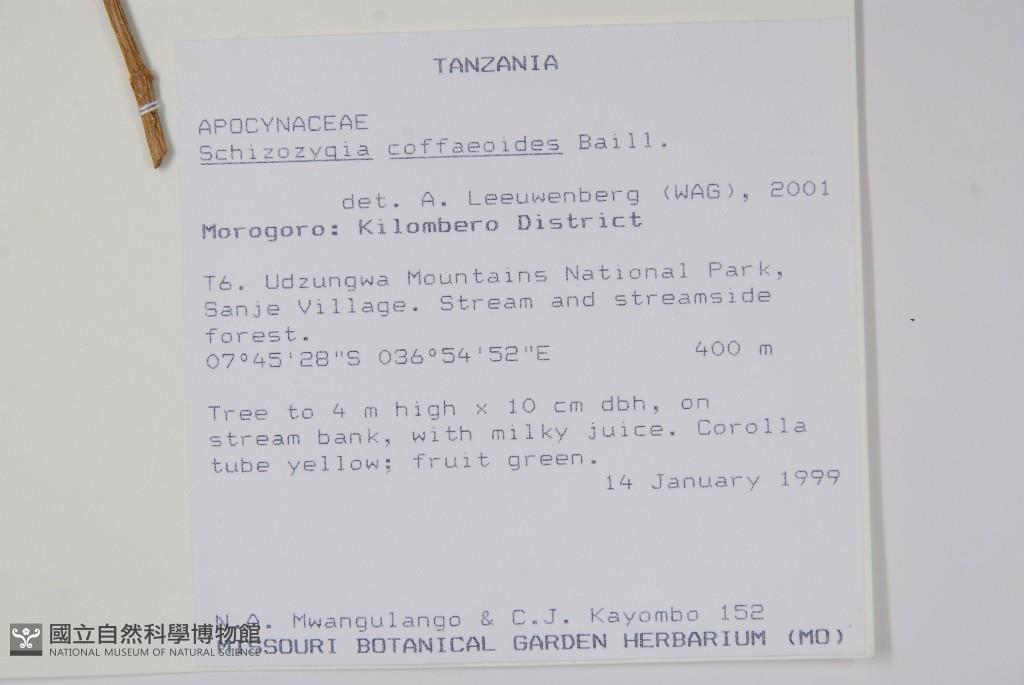 TANZANIA
APOCYNACEAE
Schizozygia coffaeoides Baill.
det. A. Leeuwenberg (WAG), 2001
Morogoro: Kilombero District
T6. Udzungwa Mountains National Park,
Sanje Village. Stream and streamside
forest.
07°45'28"S 036°54'52"E 400 m
Tree to 4 m high x 10 cm dbh, on
stream bank, with milky juice. Corolla
tube yellow; fruit green.
14 January 1999
N.A. Mwangulango & C.J. Kayombo 152
MISSOURI BOTANICAL GARDEN HERBARIUM (MO)
國立自然科學博物館
NATIONAL MUSEUM OF NATURAL SCIENCE